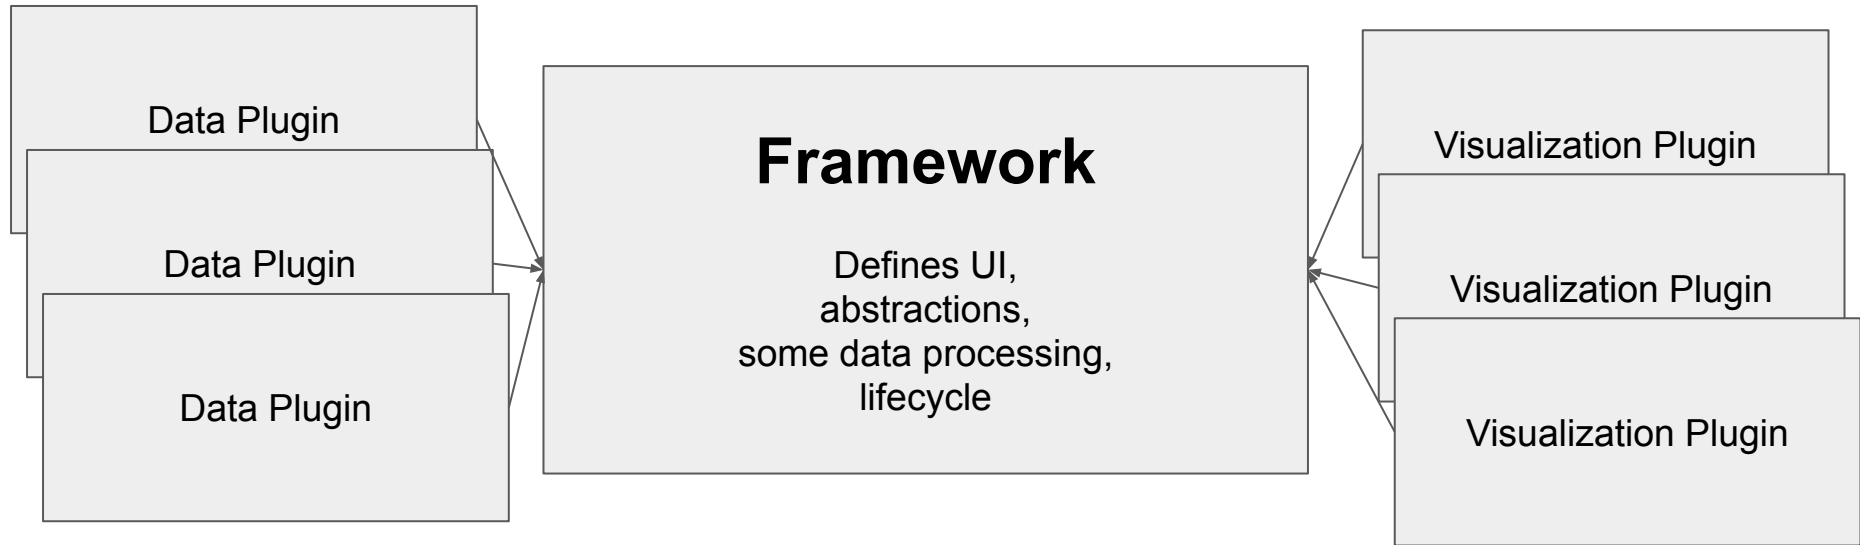 Data Plugin
Data Plugin
Data Plugin
Framework
Defines UI,
abstractions,
some data processing,
lifecycle
Visualization Plugin
Visualization Plugin
Visualization Plugin